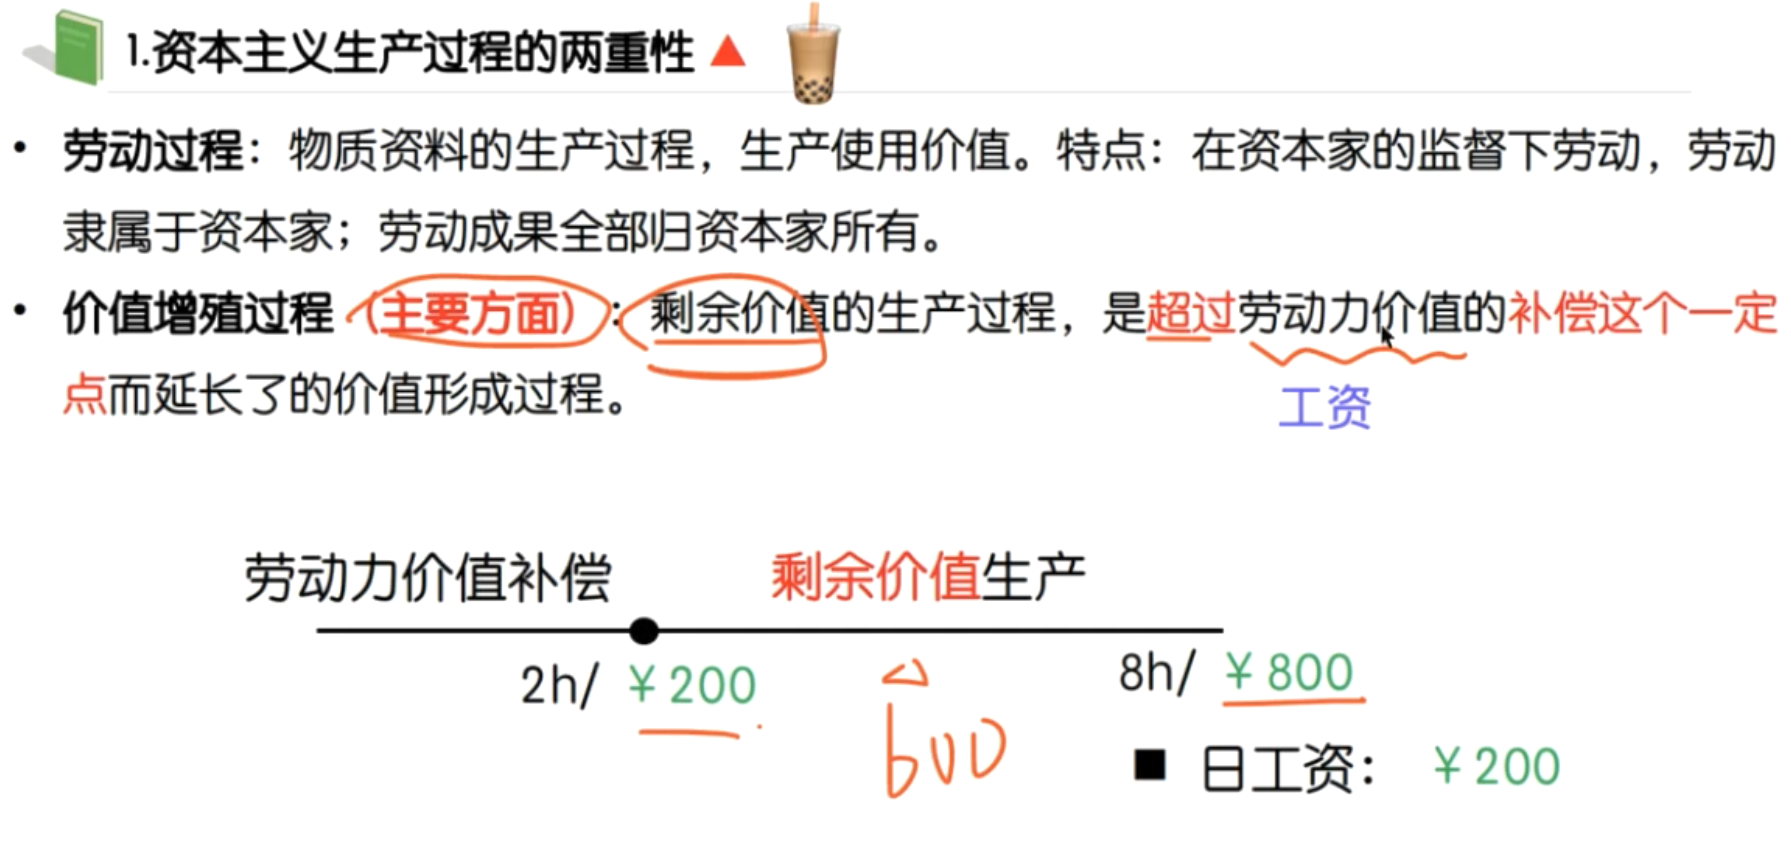 1.资本主义生产过程的两重性
• 劳动过程：物质资料的生产过程，生产使用价值。特点：在资本家的监督下劳动，劳动
隶属于资本家；劳动成果全部归资本家所有。
• 价值增殖过程（主要方面）：剩余价值的生产过程，是超过劳动力价值的补偿这个一定
点而延长了的价值形成过程。
工资
劳动力价值补偿 剩余价值生产
2h/ ￥200 8h/ ￥800
600
■ 日工资： ￥200